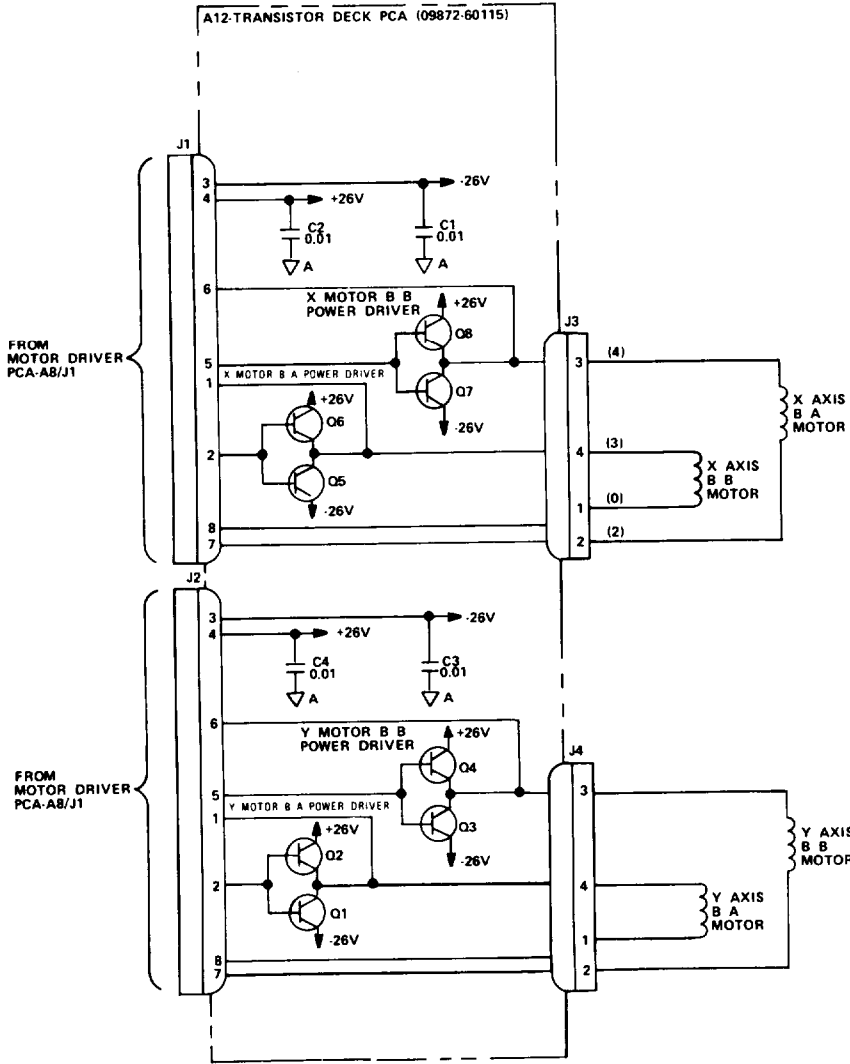 A12-TRANSISTOR DECK PCA (09872-60115)
J1
3
-26V
4
+26V
C2
0.01
C1
0.01
A
A
6
X MOTOR B B
POWER DRIVER
+26V
Q8
J3
FROM
MOTOR DRIVER
PCA-A8/J1
5
3
(4)
X MOTOR B A POWER DRIVER
1
Q7
+26V
-26V
X AXIS
B A
MOTOR
Q6
2
4
(3)
Q5
X AXIS
B B
MOTOR
-26V
1
(0)
8
7
2
(2)
J2
3
-26V
4
+26V
C4
0.01
C3
0.01
A
A
6
Y MOTOR B B
POWER DRIVER
+26V
Q4
J4
FROM
MOTOR DRIVER
PCA-A8/J1
5
3
Y MOTOR B A POWER DRIVER
1
Q3
+26V
-26V
Y AXIS
B B
MOTOR
Q2
2
4
Q1
Y AXIS
B A
MOTOR
-26V
1
8
7
2